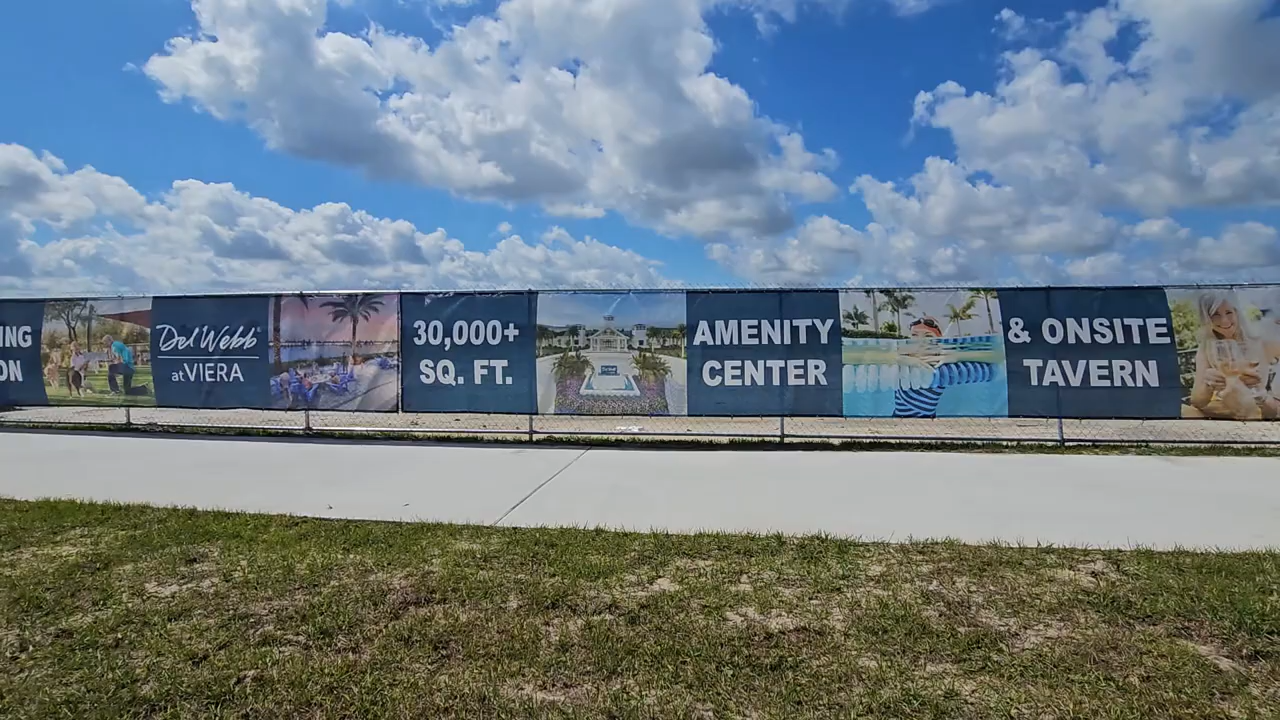 ING
ON
Del Webb
at VIERA
30,000+
SQ. FT.
AMENITY
CENTER
& ONSITE
TAVERN